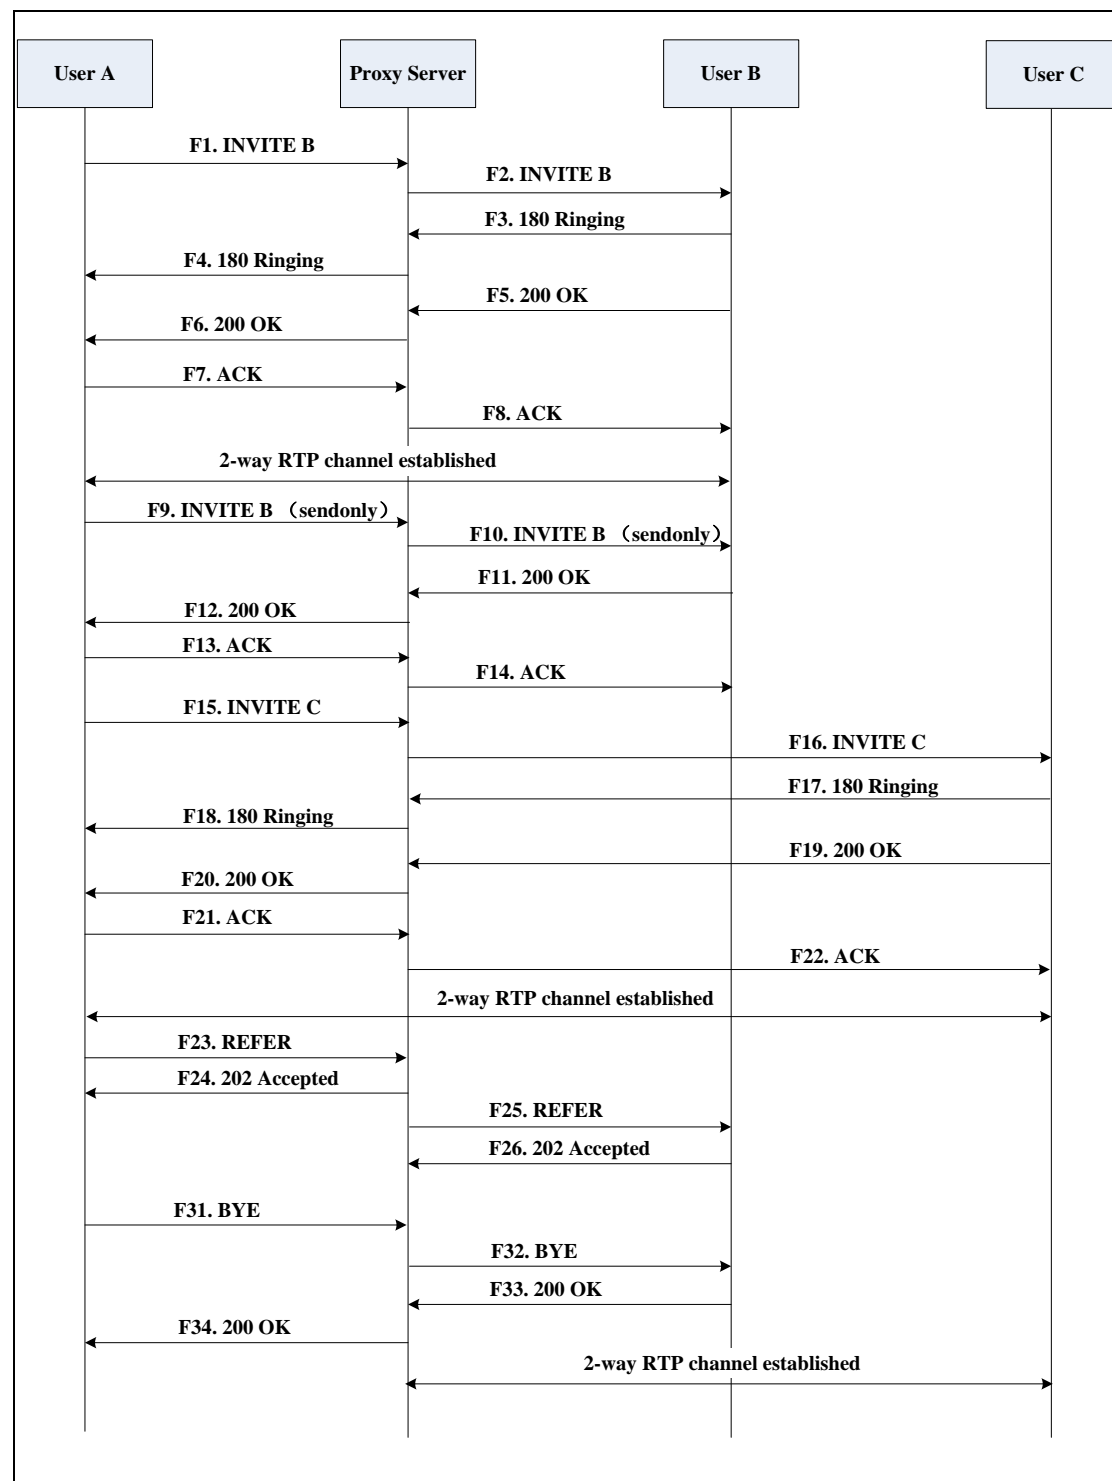 User A
Proxy Server
User B
User C
F1. INVITE B
F2. INVITE B
F3. 180 Ringing
F4. 180 Ringing
F5. 200 OK
F6. 200 OK
F7. ACK
F8. ACK
2-way RTP channel established
F9. INVITE B （sendonly）
F10. INVITE B （sendonly）
F11. 200 OK
F12. 200 OK
F13. ACK
F14. ACK
F15. INVITE C
F16. INVITE C
F17. 180 Ringing
F18. 180 Ringing
F19. 200 OK
F20. 200 OK
F21. ACK
F22. ACK
2-way RTP channel established
F23. REFER
F24. 202 Accepted
F25. REFER
F26. 202 Accepted
F31. BYE
F32. BYE
F33. 200 OK
F34. 200 OK
2-way RTP channel established